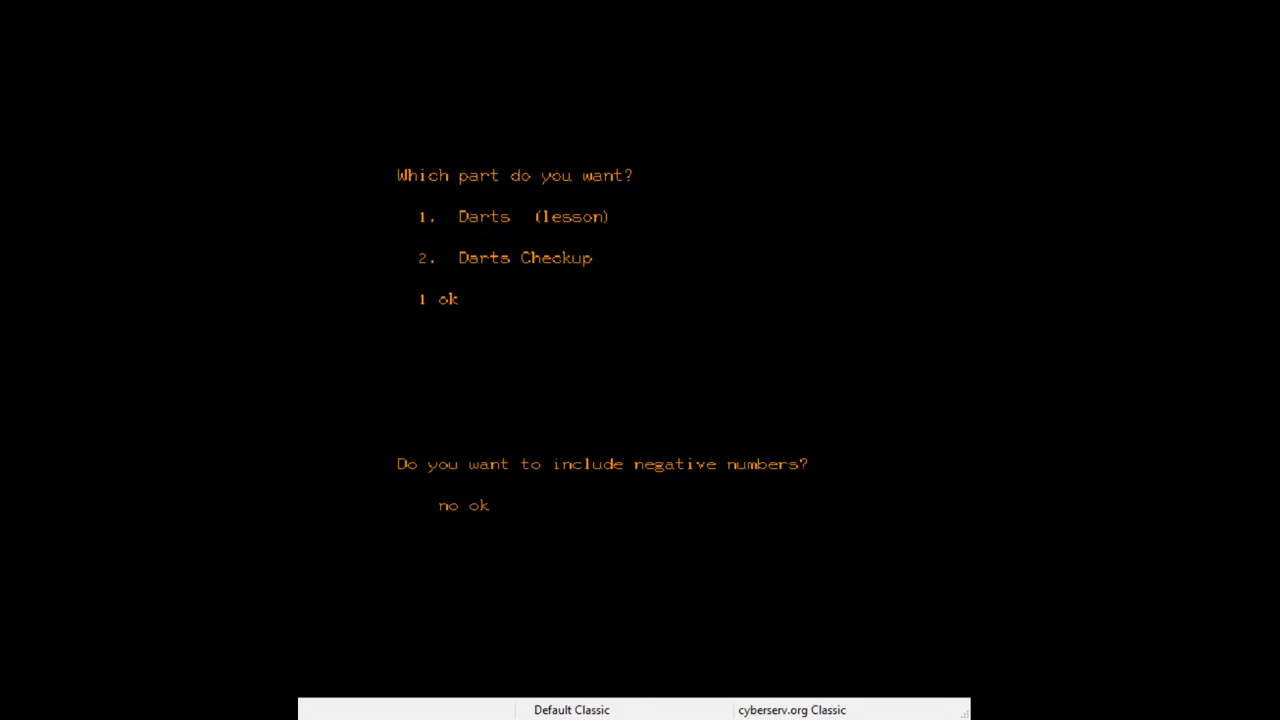 Which part do you want?
1. Darts (lesson)
2. Darts Checkup
1 ok
Do you want to include negative numbers?
no ok
Default Classic
cyberserv.org Classic